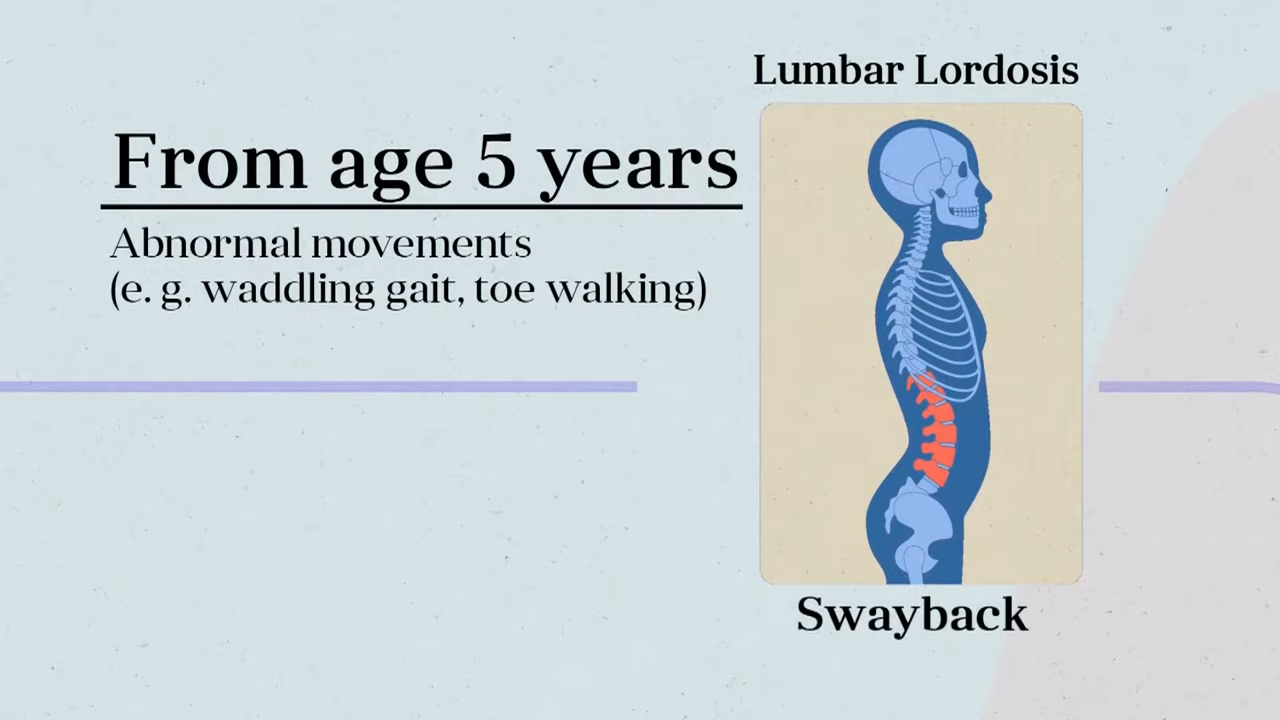 From age 5 years
Abnormal movements
(e. g. waddling gait, toe walking)
Lumbar Lordosis
Swayback